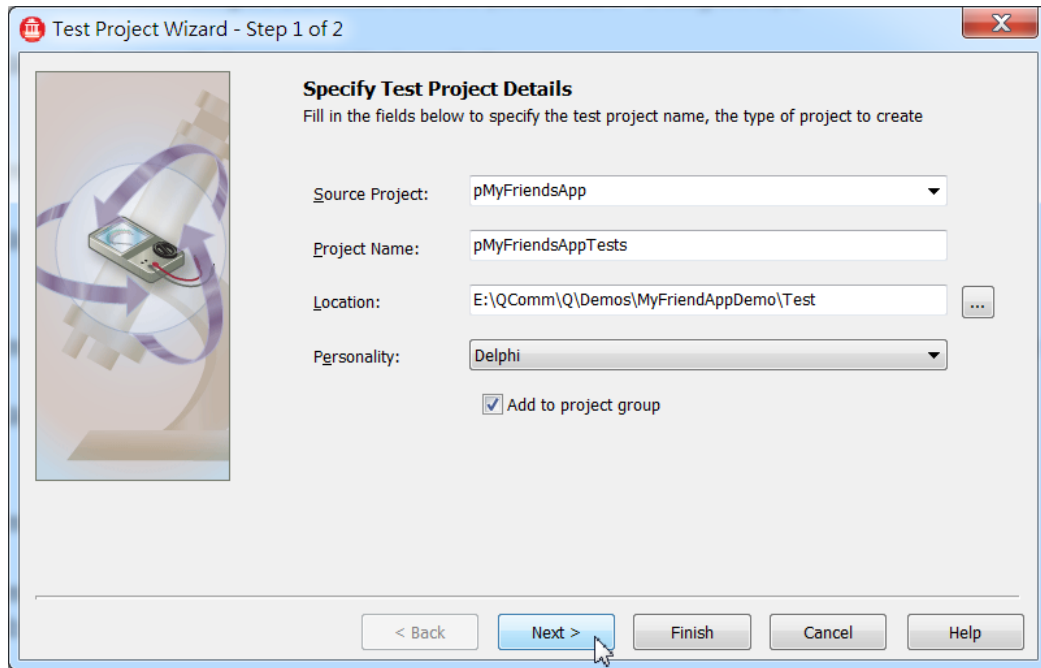 Test Project Wizard - Step 1 of 2
Specify Test Project Details
Fill in the fields below to specify the test project name, the type of project to create
Source Project: pMyFriendsApp
Project Name: pMyFriendsAppTests
Location: E:\QComm\Q\Demos\MyFriendAppDemo\Test ...
Personality: Delphi
Add to project group
< Back Next > Finish Cancel Help